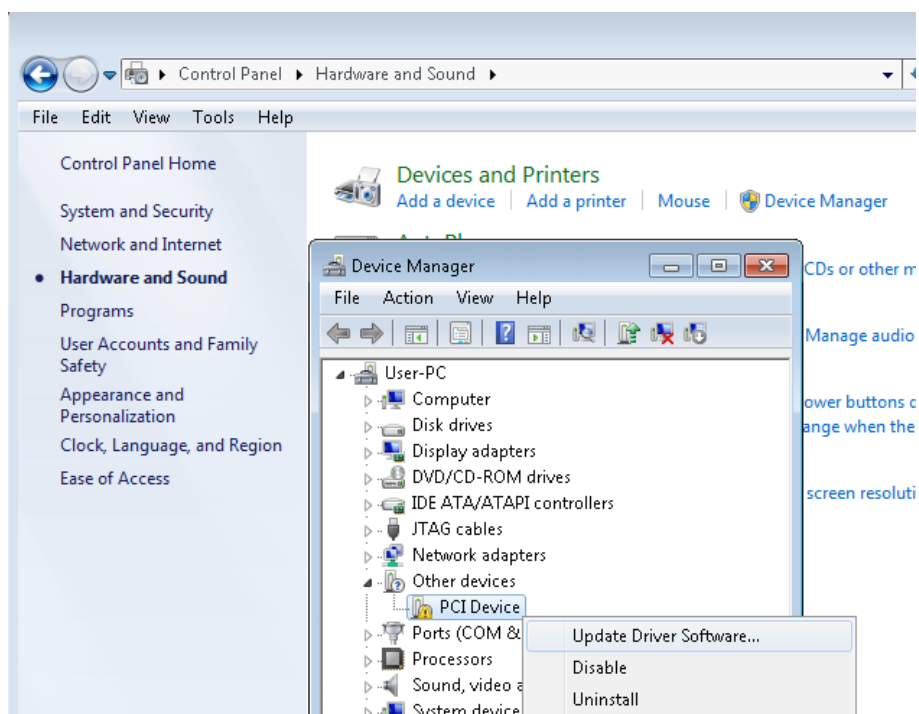 Control Panel Hardware and Sound
File Edit View Tools Help
Control Panel Home
System and Security
Network and Internet
Hardware and Sound
Programs
User Accounts and Family
Safety
Appearance and
Personalization
Clock, Language, and Region
Ease of Access
Devices and Printers
Add a device Add a printer Mouse Device Manager
CDs or other m
Manage audio
ower buttons
ange when the
screen resoluti
Device Manager
File Action View Help
User-PC
Computer
Disk drives
Display adapters
DVD/CD-ROM drives
IDE ATA/ATAPI controllers
JTAG cables
Network adapters
Other devices
PCI Device
Ports (COM &
Processors
Sound, video a
System device
Update Driver Software...
Disable
Uninstall